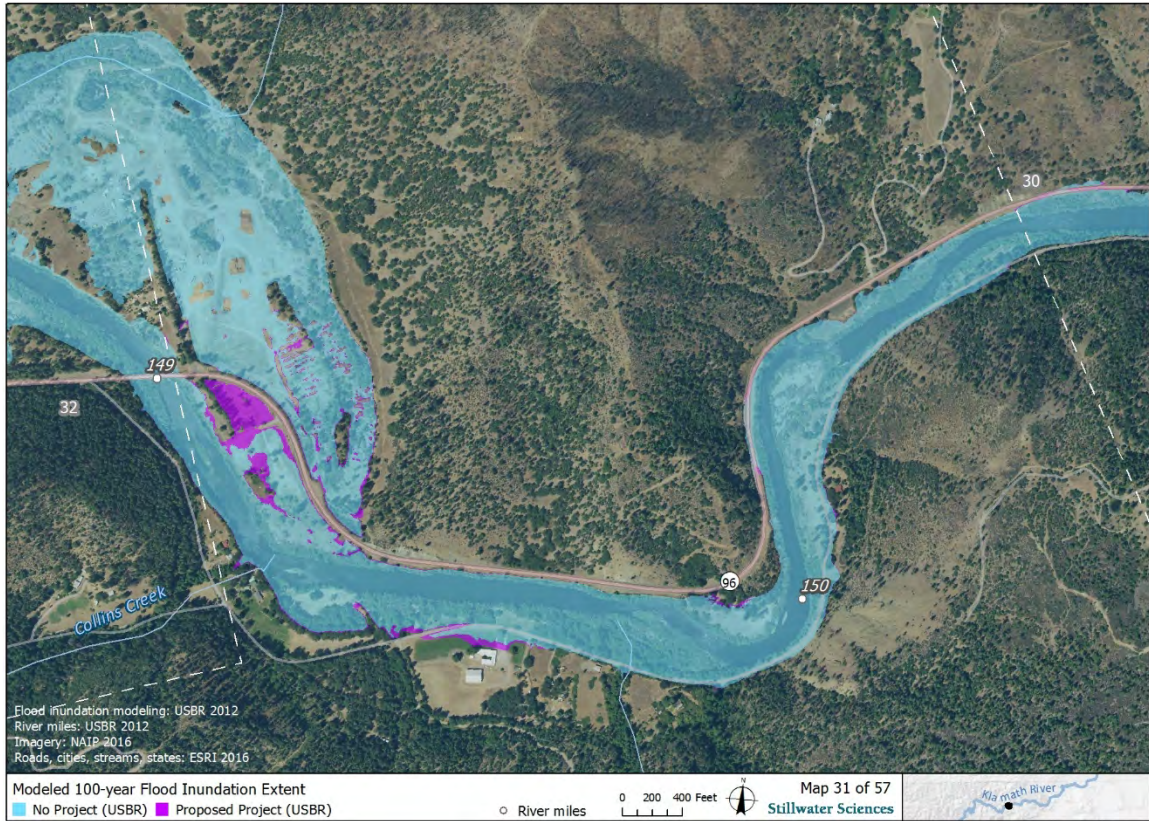 30
149
32
96
150
Collins Creek
Flood inundation modeling: USBR 2012
River miles: USBR 2012
Imagery: NAIP 2016
Roads, cities, streams, states: ESRI 2016
Modeled 100-year Flood Inundation Extent
No Project (USBR) Proposed Project (USBR)
River miles
0 200 400 Feet
N
Map 31 of 57
Stillwater Sciences
Klamath River